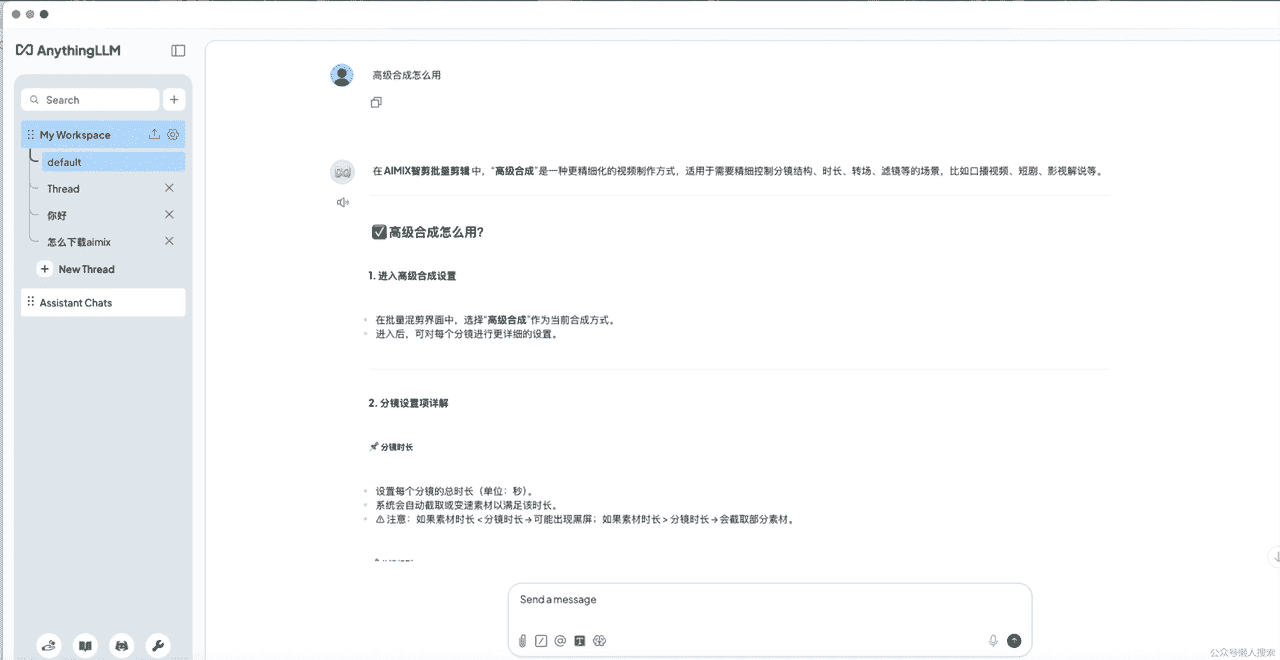 AnythingLLM
Search
My Workspace
default
Thread
你好
怎么下载aimix
New Thread
Assistant Chats
高级合成怎么用
在 AIMIX智剪批量剪辑 中，“高级合成”是一种更精细化的视频制作方式，适用于需要精细控制分镜结构、时长、转场、滤镜等的场景，比如口播视频、短剧、影视解说等。
✅ 高级合成怎么用？
1. 进入高级合成设置
在批量混剪界面中，选择“高级合成”作为当前合成方式。
进入后，可对每个分镜进行更详细的设置。
2. 分镜设置项详解
📌 分镜时长
设置每个分镜的总时长（单位：秒）。
系统会自动截取或变速素材以满足该时长。
⚠ 注意：如果素材时长 < 分镜时长 → 可能出现黑屏；如果素材时长 > 分镜时长 → 会截取部分素材。
Send a message
公众号懒人搜索